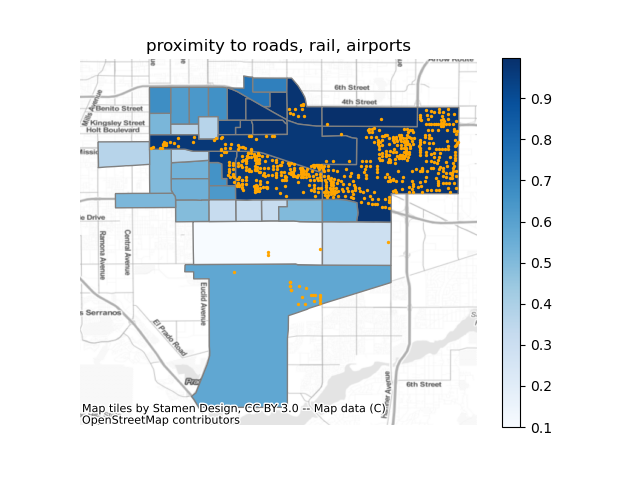 proximity to roads, rail, airports
Arrow Route
6th Street
4th Street
Mills Avenue
Benito Street
Kingsley Street
Holt Boulevard
Missio
e Drive
Ramona Avenue
Central Avenue
Euclid Avenue
s Serranos
El Prado Road
6th Street
Map tiles by Stamen Design, CC BY 3.0 -- Map data (C)
OpenStreetMap contributors
0.9
0.8
0.7
0.6
0.5
0.4
0.3
0.2
0.1